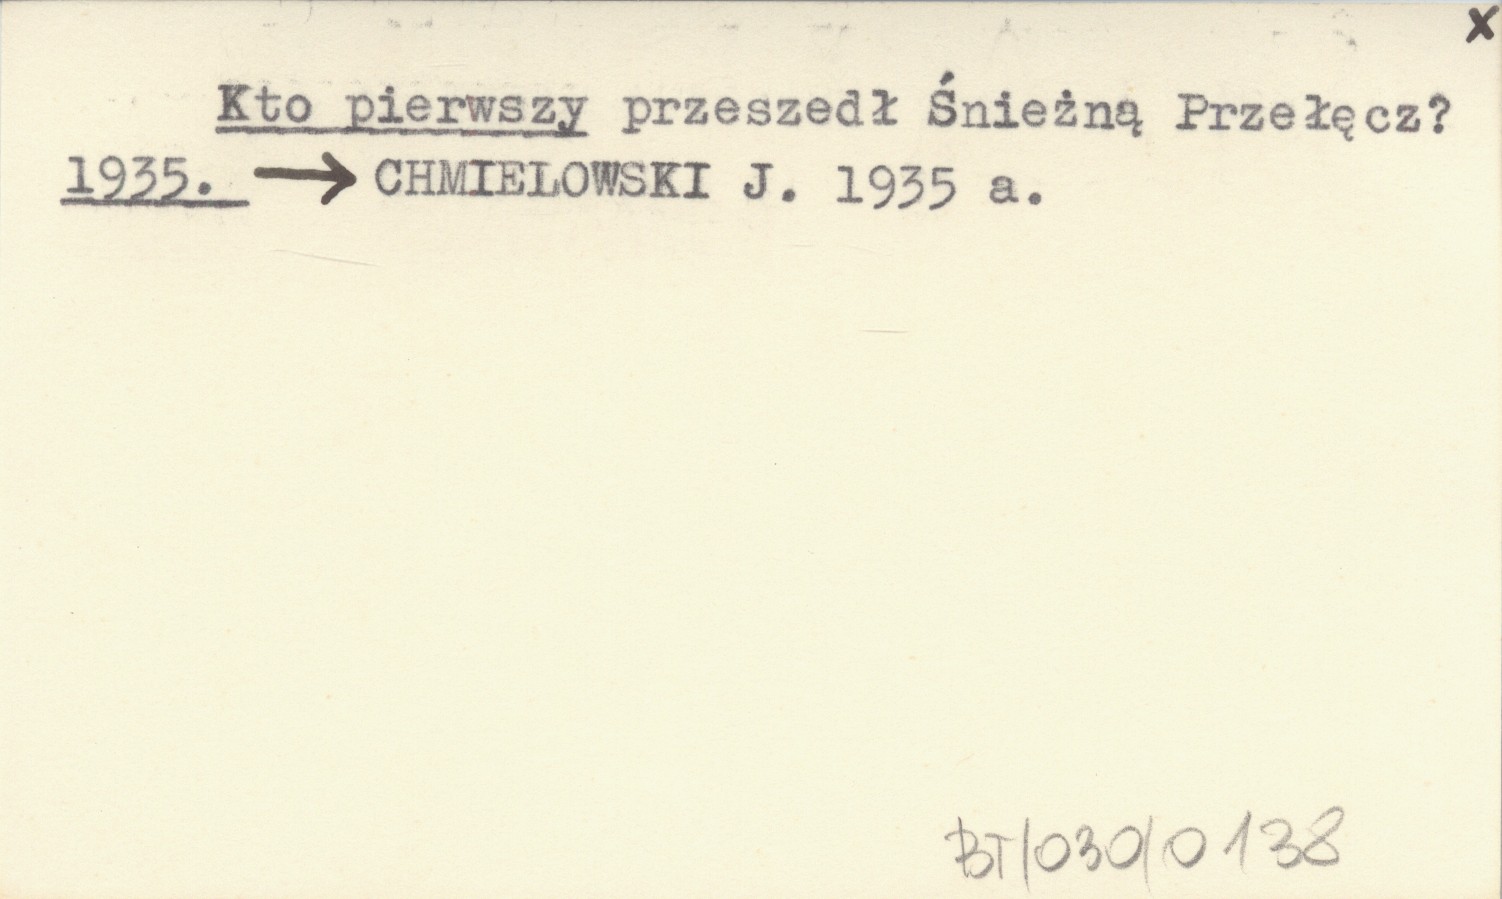 x
Kto pierwszy przeszedł Śnieżną Przełęcz?
1935. → CHMIELOWSKI J. 1935 a.
BT/030/0138